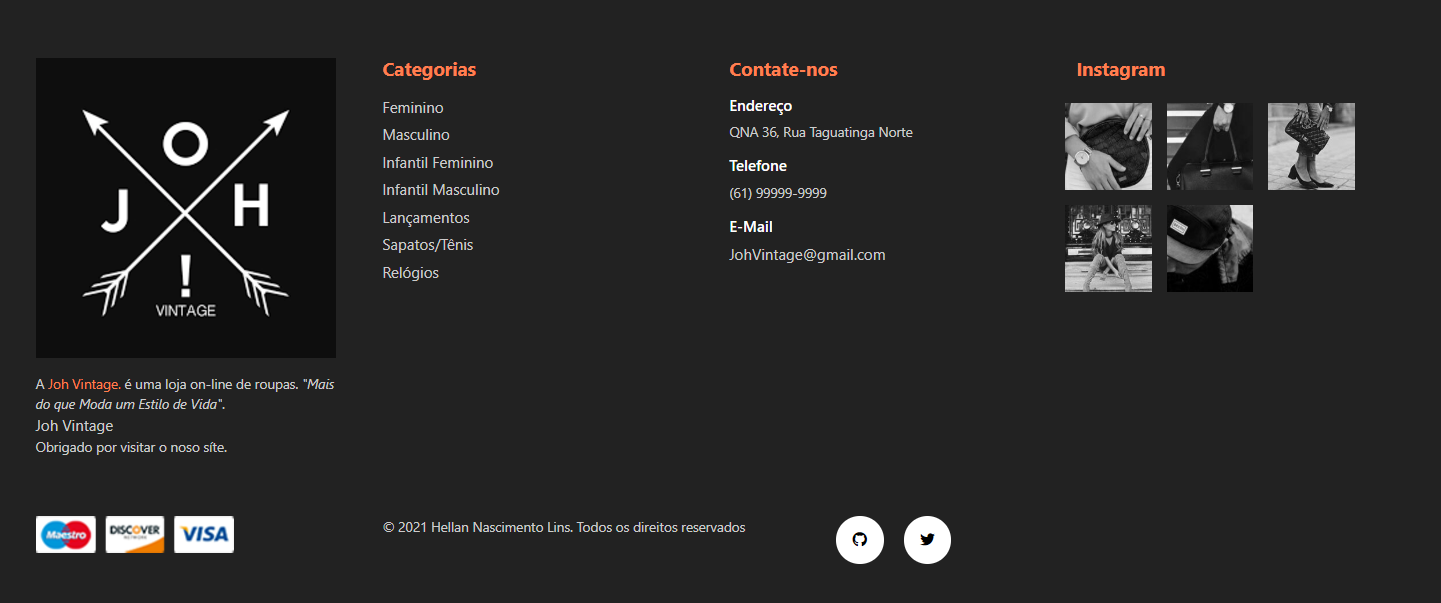 O
J
H
!
VINTAGE
A Joh Vintage. é uma loja on-line de roupas. "Mais
do que Moda um Estilo de Vida".
Joh Vintage
Obrigado por visitar o noso síte.
Categorias
Feminino
Masculino
Infantil Feminino
Infantil Masculino
Lançamentos
Sapatos/Tênis
Relógios
Contate-nos
Endereço
QNA 36, Rua Taguatinga Norte
Telefone
(61) 99999-9999
E-Mail
JohVintage@gmail.com
Instagram
Maestro
DISCOVER
NETWORK
VISA
© 2021 Hellan Nascimento Lins. Todos os direitos reservados